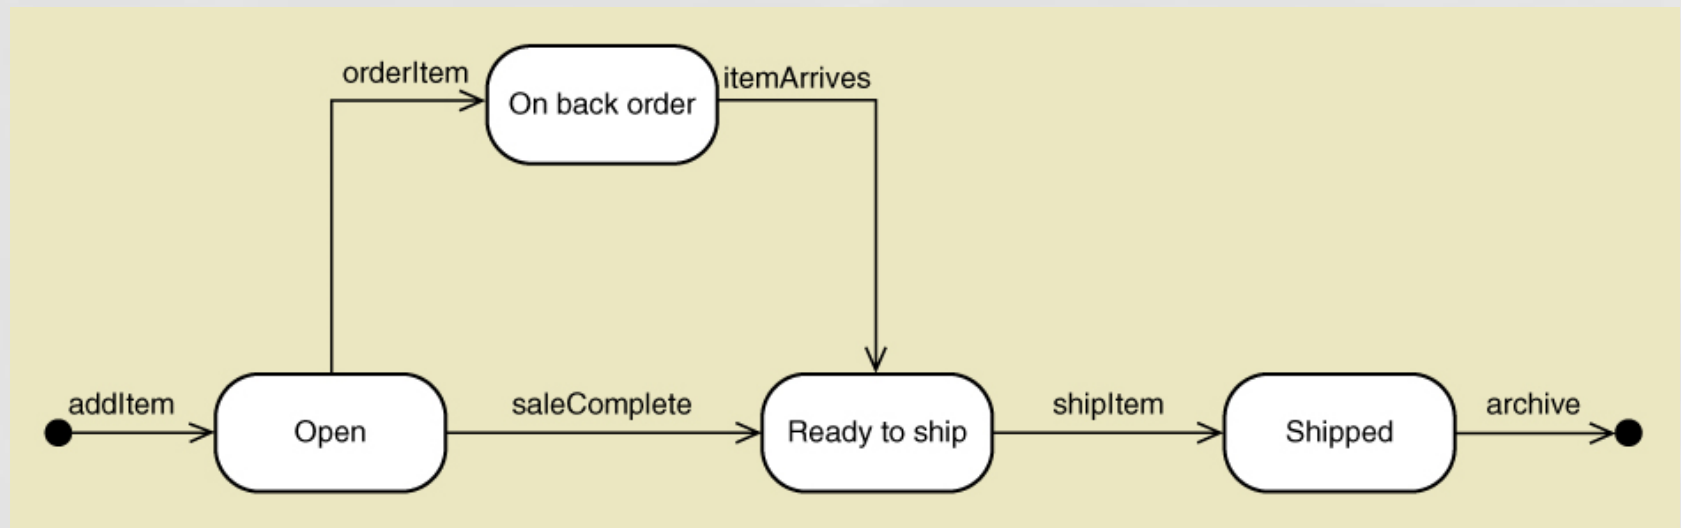 orderItem
On back order
itemArrives
addItem
Open
saleComplete
Ready to ship
shipItem
Shipped
archive